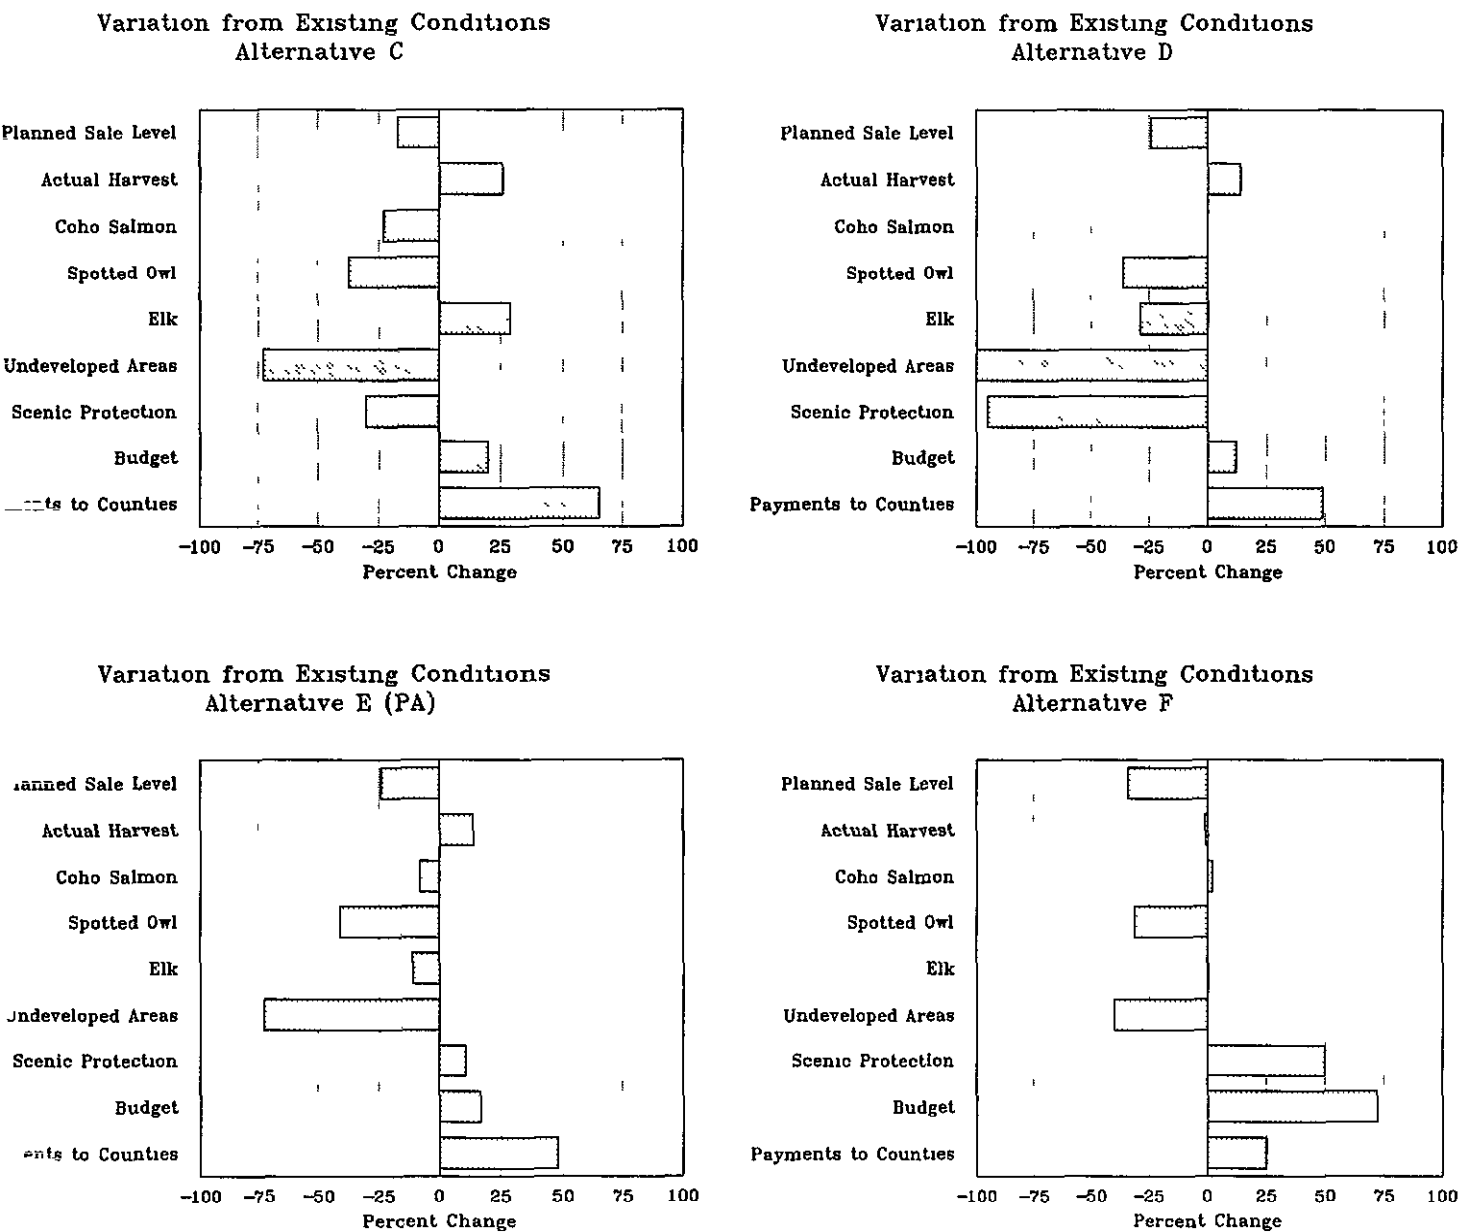 Variation from Existing Conditions
Alternative C
Planned Sale Level
Actual Harvest
Coho Salmon
Spotted Owl
Elk
Undeveloped Areas
Scenic Protection
Budget
ts to Counties
-100 -75 -50 -25 0 25 50 75 100
Percent Change
Variation from Existing Conditions
Alternative D
Planned Sale Level
Actual Harvest
Coho Salmon
Spotted Owl
Elk
Undeveloped Areas
Scenic Protection
Budget
Payments to Counties
-100 -75 -50 -25 0 25 50 75 100
Percent Change
Variation from Existing Conditions
Alternative E (PA)
anned Sale Level
Actual Harvest
Coho Salmon
Spotted Owl
Elk
ndeveloped Areas
Scenic Protection
Budget
ents to Counties
-100 -75 -50 -25 0 25 50 75 100
Percent Change
Variation from Existing Conditions
Alternative F
Planned Sale Level
Actual Harvest
Coho Salmon
Spotted Owl
Elk
Undeveloped Areas
Scenic Protection
Budget
Payments to Counties
-100 -75 -50 -25 0 25 50 75 100
Percent Change